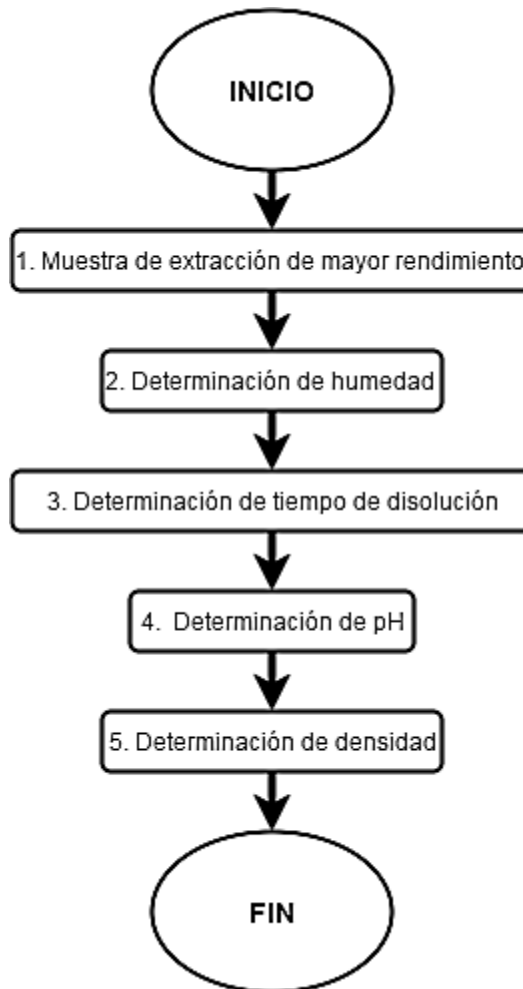 INICIO
1. Muestra de extracción de mayor rendimiento
2. Determinación de humedad
3. Determinación de tiempo de disolución
4. Determinación de pH
5. Determinación de densidad
FIN